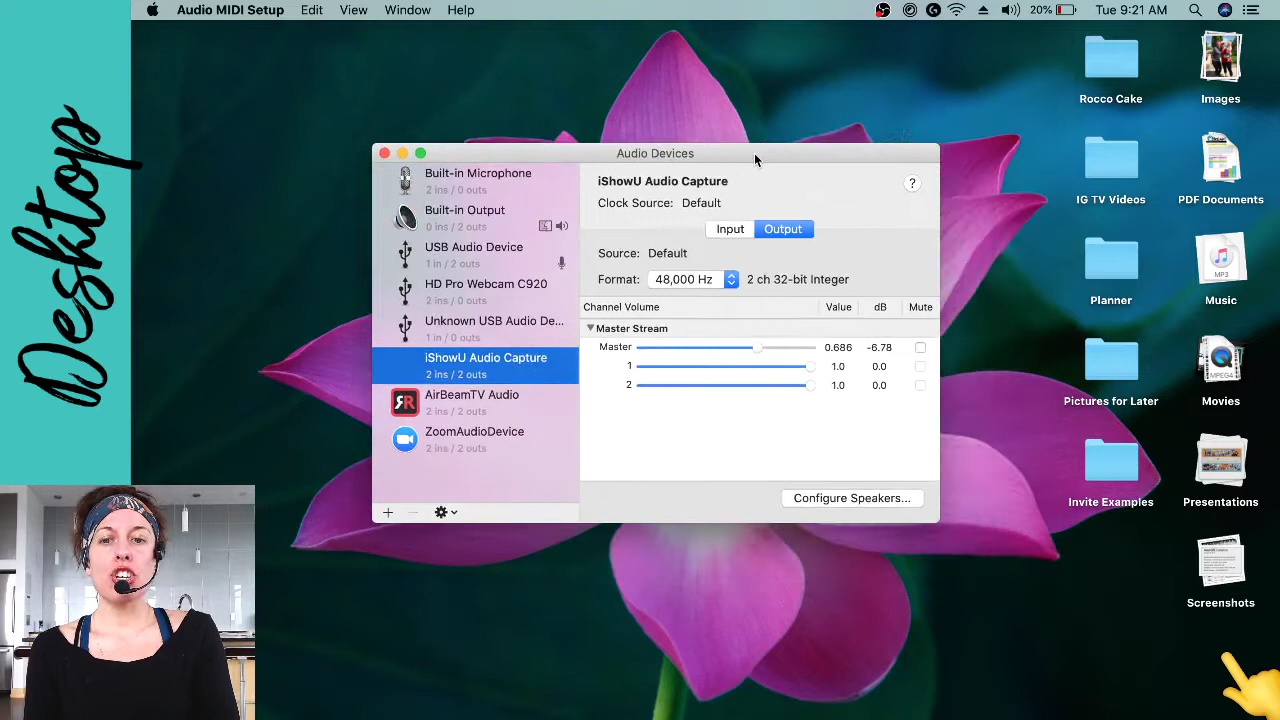 Audio MIDI Setup Edit View Window Help
20% Tue 9:21 AM
Desktop
Rocco Cake
Images
IG TV Videos
PDF Documents
Planner
MP3
Music
Pictures for Later
MPEG4
Movies
Invite Examples
Presentations
Screenshots
Audio Devices
Built-in Microphone
2 ins / 0 outs
Built-in Output
0 ins / 2 outs
USB Audio Device
1 in / 2 outs
HD Pro Webcam C920
2 ins / 0 outs
Unknown USB Audio De...
1 in / 0 outs
iShowU Audio Capture
2 ins / 2 outs
AirBeamTV Audio
2 ins / 2 outs
ZoomAudioDevice
2 ins / 2 outs
iShowU Audio Capture
?
Clock Source: Default
Input Output
Source: Default
Format: 48,000 Hz 2 ch 32-bit Integer
Channel Volume Value dB Mute
Master Stream
Master 0.686 -6.78
1 1.0 0.0
2 1.0 0.0
Configure Speakers...